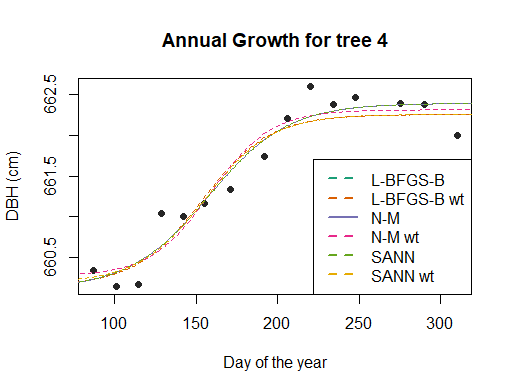 Annual Growth for tree 4
662.5
661.5
660.5
DBH (cm)
L-BFGS-B
L-BFGS-B wt
N-M
N-M wt
SANN
SANN wt
100 150 200 250 300
Day of the year